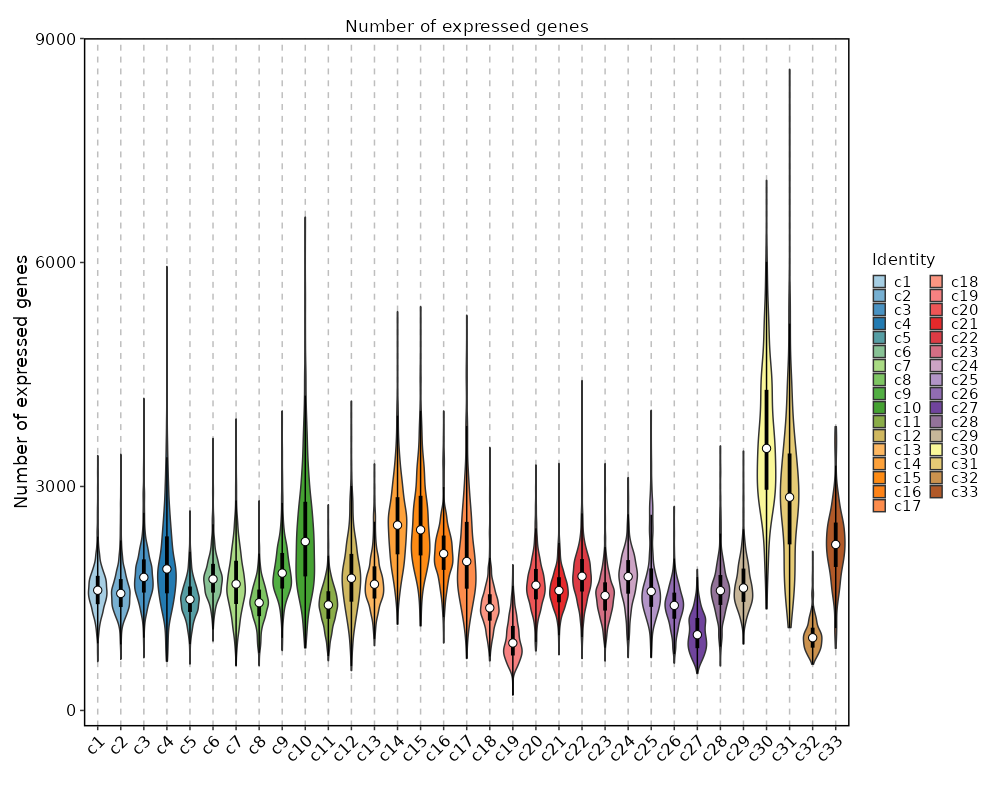 Number of expressed genes
Number of expressed genes
9000
6000
3000
0
c1 c2 c3 c4 c5 c6 c7 c8 c9 c10 c11 c12 c13 c14 c15 c16 c17 c18 c19 c20 c21 c22 c23 c24 c25 c26 c27 c28 c29 c30 c31 c32 c33
Identity
c1 c18
c2 c19
c3 c20
c4 c21
c5 c22
c6 c23
c7 c24
c8 c25
c9 c26
c10 c27
c11 c28
c12 c29
c13 c30
c14 c31
c15 c32
c16 c33
c17